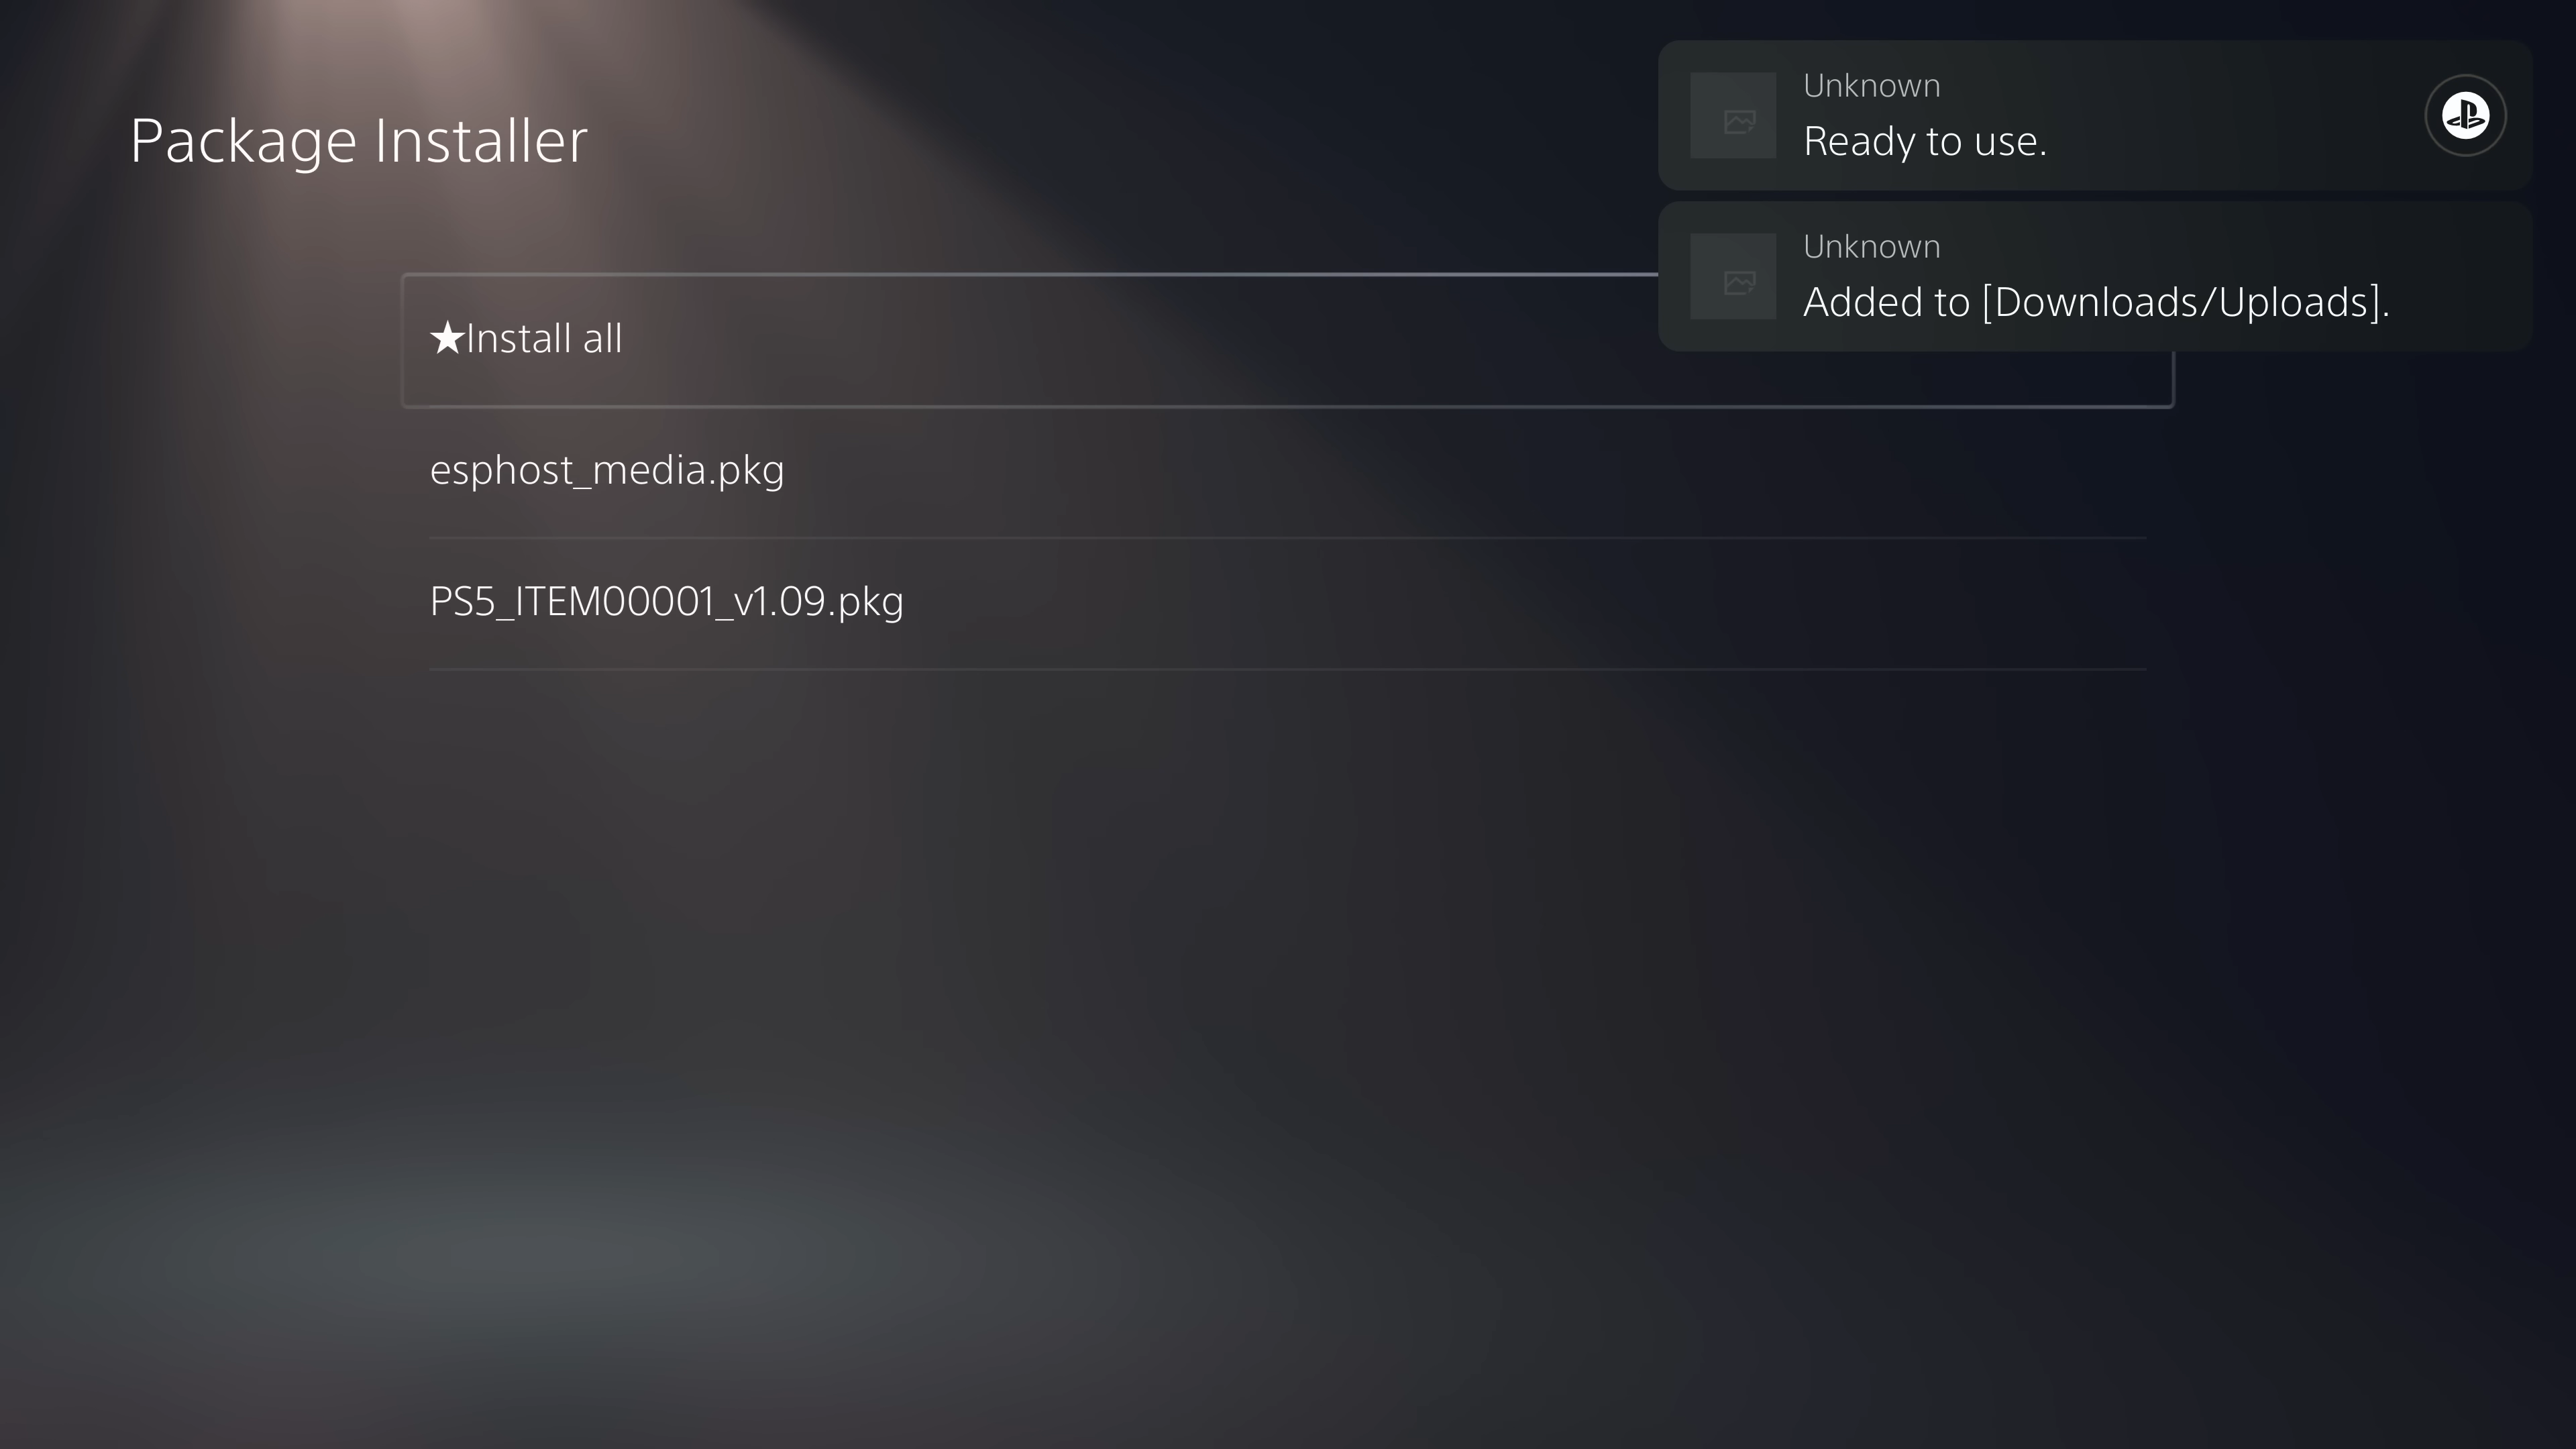 Package Installer
Unknown
Ready to use.
Unknown
Added to [Downloads/Uploads].
★Install all
esphost_media.pkg
PS5_ITEM00001_v1.09.pkg